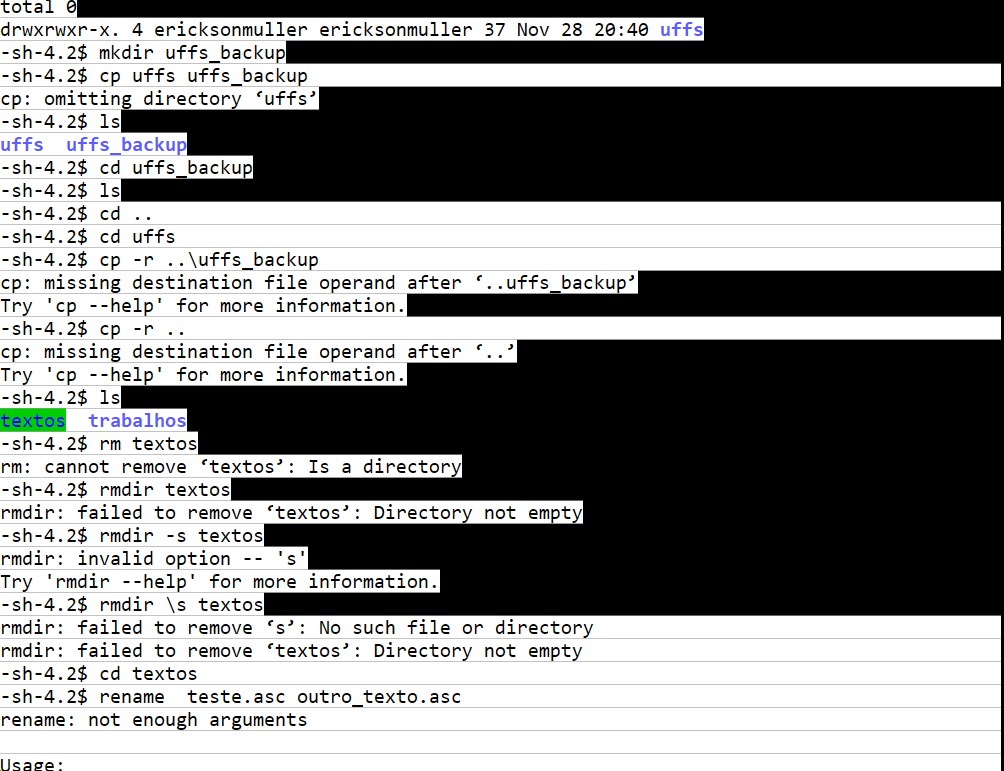 total 0
drwxrwxr-x. 4 ericksonmuller ericksonmuller 37 Nov 28 20:40 uffs
-sh-4.2$ mkdir uffs_backup
-sh-4.2$ cp uffs uffs_backup
cp: omitting directory ‘uffs’
-sh-4.2$ ls
uffs  uffs_backup
-sh-4.2$ cd uffs_backup
-sh-4.2$ ls
-sh-4.2$ cd ..
-sh-4.2$ cd uffs
-sh-4.2$ cp -r ..\uffs_backup
cp: missing destination file operand after ‘..uffs_backup’
Try 'cp --help' for more information.
-sh-4.2$ cp -r ..
cp: missing destination file operand after ‘..’
Try 'cp --help' for more information.
-sh-4.2$ ls
textos  trabalhos
-sh-4.2$ rm textos
rm: cannot remove ‘textos’: Is a directory
-sh-4.2$ rmdir textos
rmdir: failed to remove ‘textos’: Directory not empty
-sh-4.2$ rmdir -s textos
rmdir: invalid option -- 's'
Try 'rmdir --help' for more information.
-sh-4.2$ rmdir \s textos
rmdir: failed to remove ‘s’: No such file or directory
rmdir: failed to remove ‘textos’: Directory not empty
-sh-4.2$ cd textos
-sh-4.2$ rename  teste.asc outro_texto.asc
rename: not enough arguments
Usage: